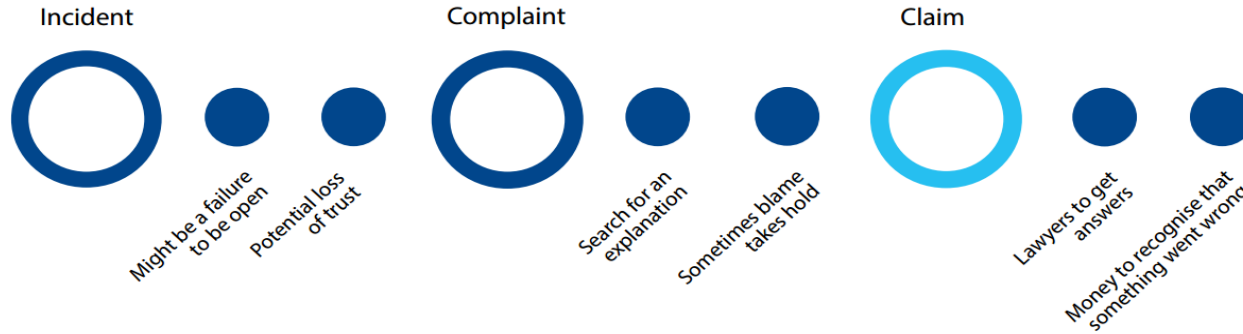 Incident
Complaint
Claim
Might be a failure
to be open
Potential loss
of trust
Search for an
explanation
Sometimes blame
takes hold
Lawyers to get
answers
Money to recognise that
something went wrong